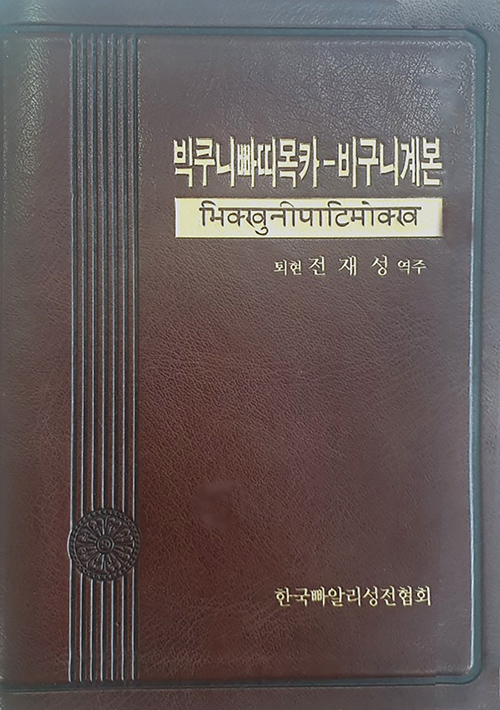 빅쿠니빠띠목카-비구니계본
भिक्खुनीपाटिमोक्ख
퇴현 전 재 성 역주
한국빠알리성전협회